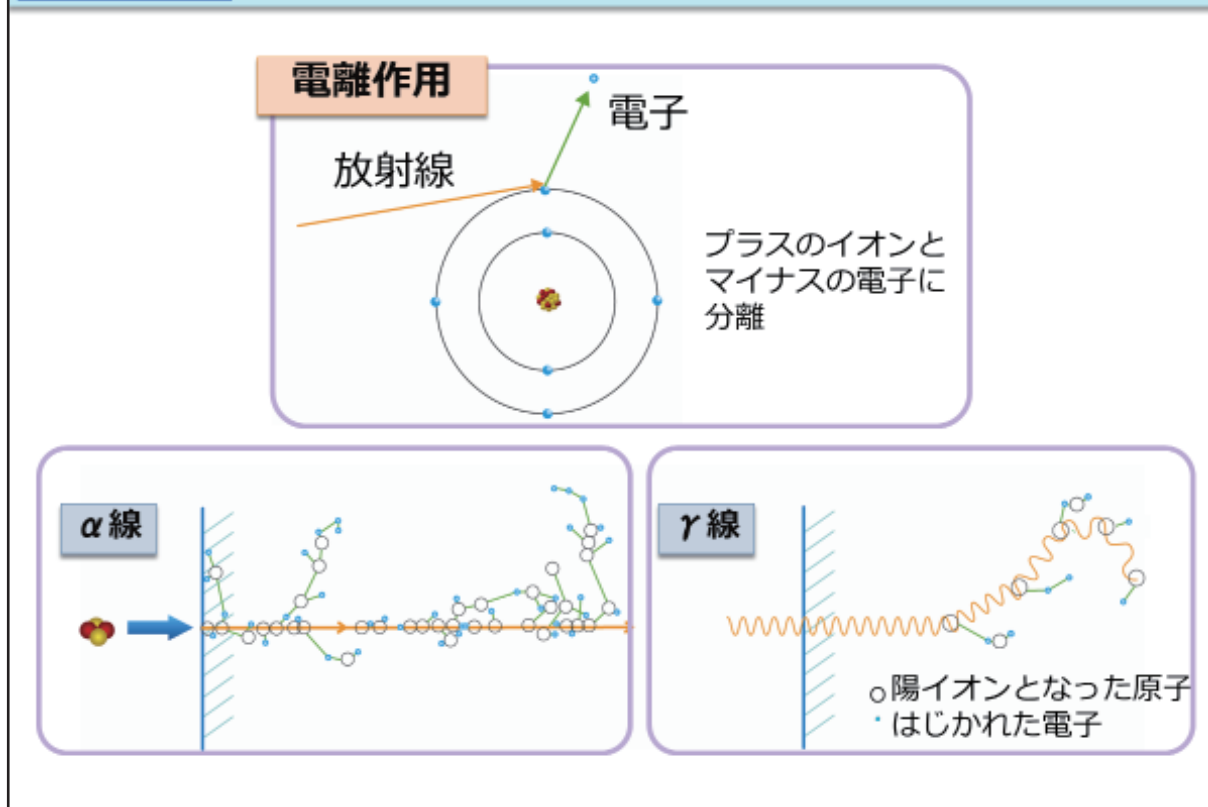 電離作用
電子
放射線
プラスのイオンと
マイナスの電子に
分離
α線
γ線
陽イオンとなった原子
はじかれた電子